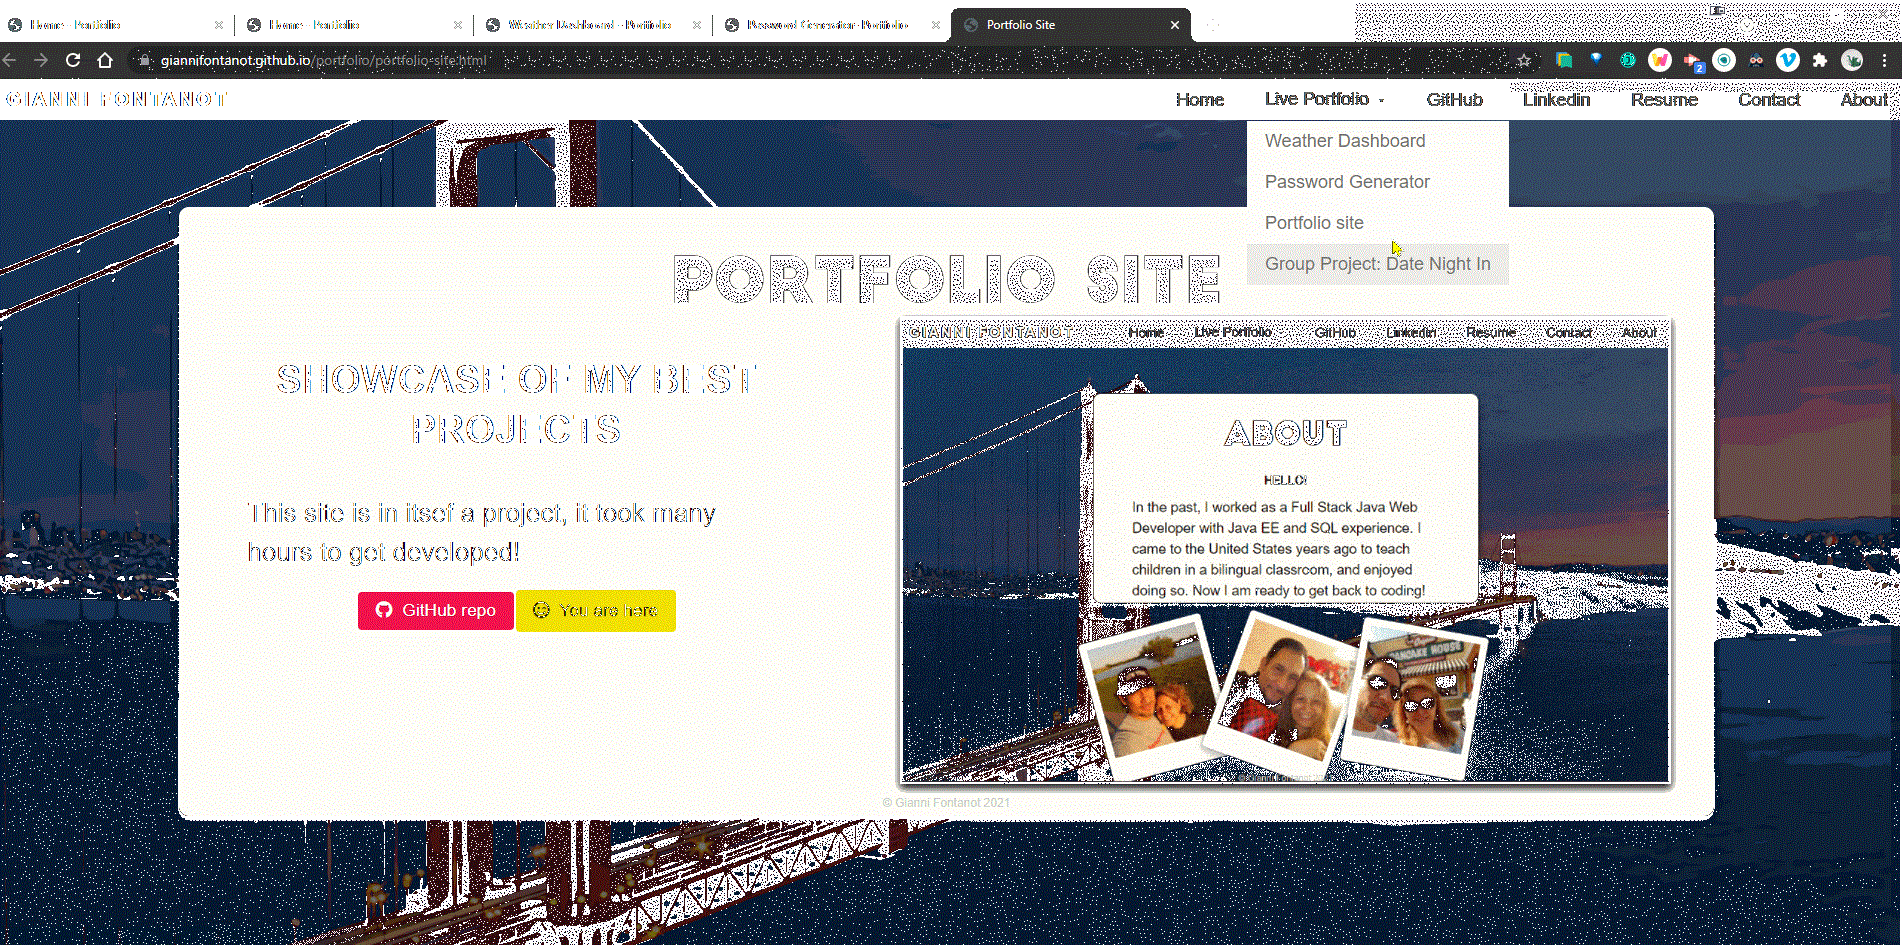 Home - Portfolio
Home - Portfolio
Weather Dashboard - Portfolio
Password Generator- Portfolio
Portfolio Site
giannifontanot.github.io/portfolio/portfolio-site.html
2
GIANNI FONTANOT
Home
Live Portfolio
GitHub
Linkedin
Resume
Contact
About
Weather Dashboard
Password Generator
Portfolio site
Group Project: Date Night In
PORTFOLIO SITE
SHOWCASE OF MY BEST
PROJECTS
This site is in itsef a project, it took many
hours to get developed!
GitHub repo
You are here
GIANNI FONTANOT
Home
Live Portfolio
GitHub
Linkedin
Resume
Contact
About
ABOUT
HELLO!
In the past, I worked as a Full Stack Java Web
Developer with Java EE and SQL experience. I
came to the United States years ago to teach
children in a bilingual classroom, and enjoyed
doing so. Now I am ready to get back to coding!
PANCAKE HOUSE
© Gianni Fontanot 2021